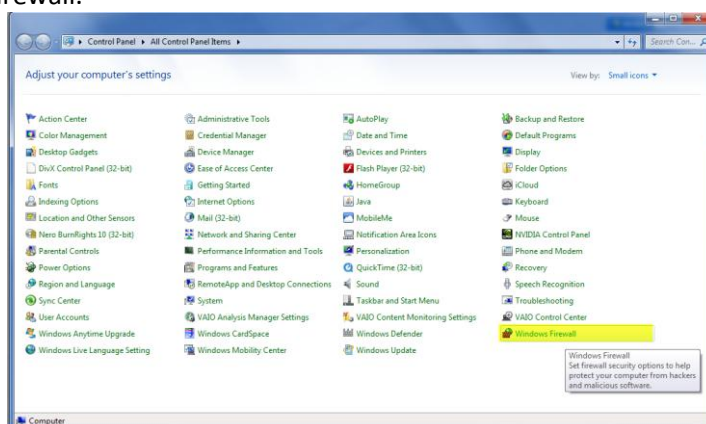 firewall.
Control Panel ▸ All Control Panel Items ▸ Search Con...
Adjust your computer's settings View by: Small icons
Action Center Administrative Tools AutoPlay Backup and Restore
Color Management Credential Manager Date and Time Default Programs
Desktop Gadgets Device Manager Devices and Printers Display
DivX Control Panel (32-bit) Ease of Access Center Flash Player (32-bit) Folder Options
Fonts Getting Started HomeGroup iCloud
Indexing Options Internet Options Java Keyboard
Location and Other Sensors Mail (32-bit) MobileMe Mouse
Nero BurnRights 10 (32-bit) Network and Sharing Center Notification Area Icons NVIDIA Control Panel
Parental Controls Performance Information and Tools Personalization Phone and Modem
Power Options Programs and Features QuickTime (32-bit) Recovery
Region and Language RemoteApp and Desktop Connections Sound Speech Recognition
Sync Center System Taskbar and Start Menu Troubleshooting
User Accounts VAIO Analysis Manager Settings VAIO Content Monitoring Settings VAIO Control Center
Windows Anytime Upgrade Windows CardSpace Windows Defender Windows Firewall
Windows Live Language Setting Windows Mobility Center Windows Update
Windows Firewall
Set firewall security options to help
protect your computer from hackers
and malicious software.
Computer